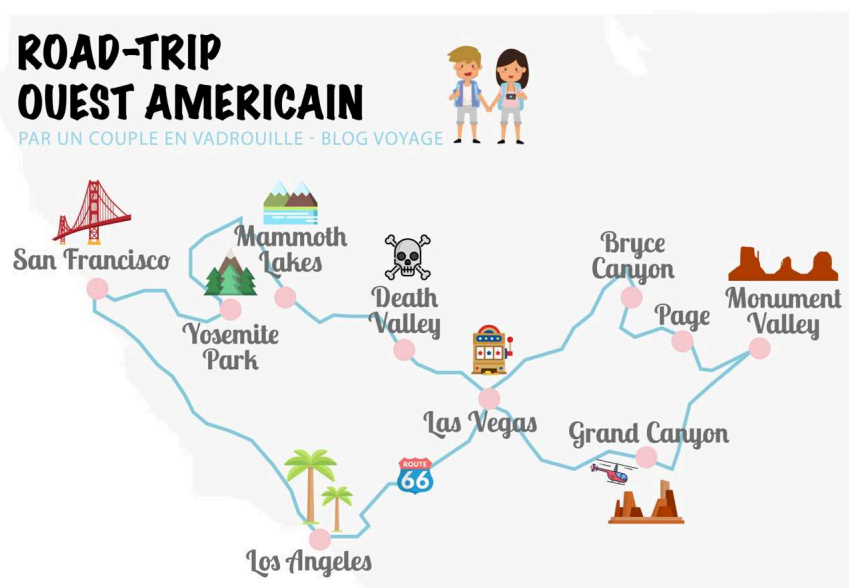 ROAD-TRIP
OUEST AMERICAIN
PAR UN COUPLE EN VADROUILLE - BLOG VOYAGE
San Francisco
Mammoth
Lakes
Yosemite
Park
Death
Valley
Bryce
Canyon
Page
Monument
Valley
Las Vegas
Grand Canyon
ROUTE
66
Los Angeles